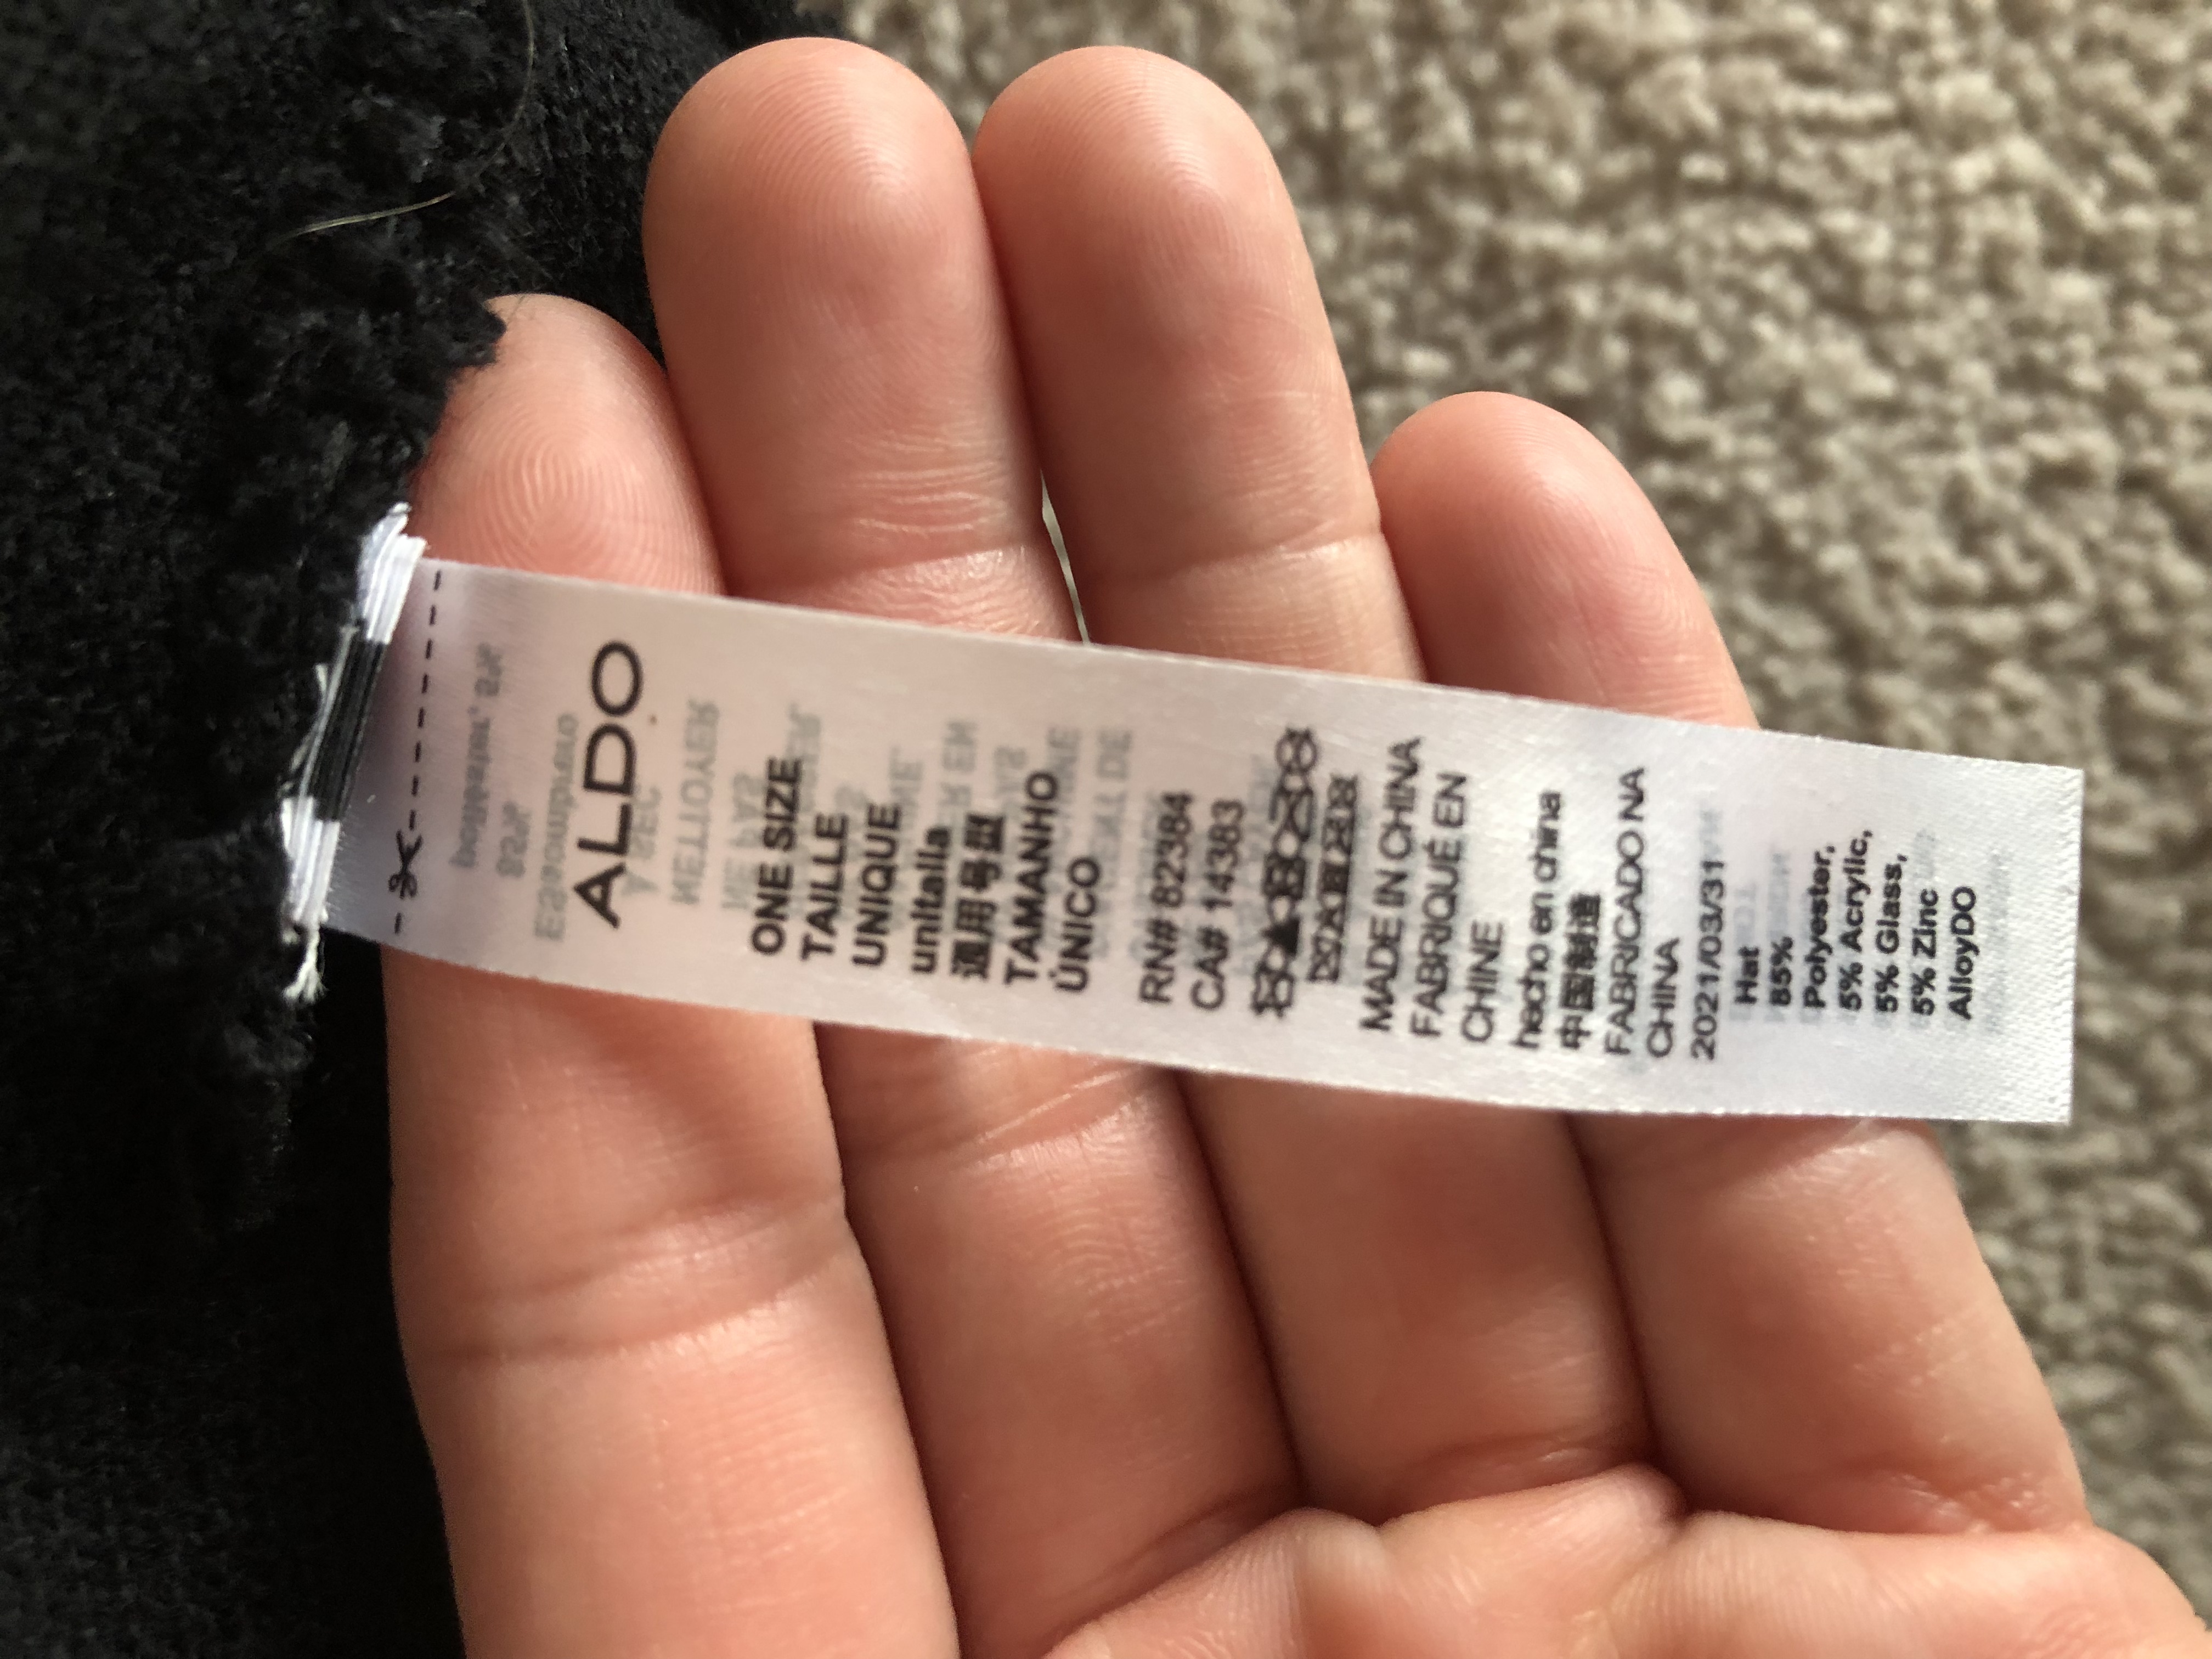 ALDO
ONE SIZE
TAILLE
UNIQUE
unitalla
通用号型
TAMANHO
ÚNICO
RN# 82384
CA# 14383
MADE IN CHINA
FABRIQUÉ EN
CHINE
hecho en china
中国制造
FABRICADO NA
CHINA
2021/03/31
Hat
85%
Polyester,
5% Acrylic,
5% Glass,
5% Zinc
AlloyDO